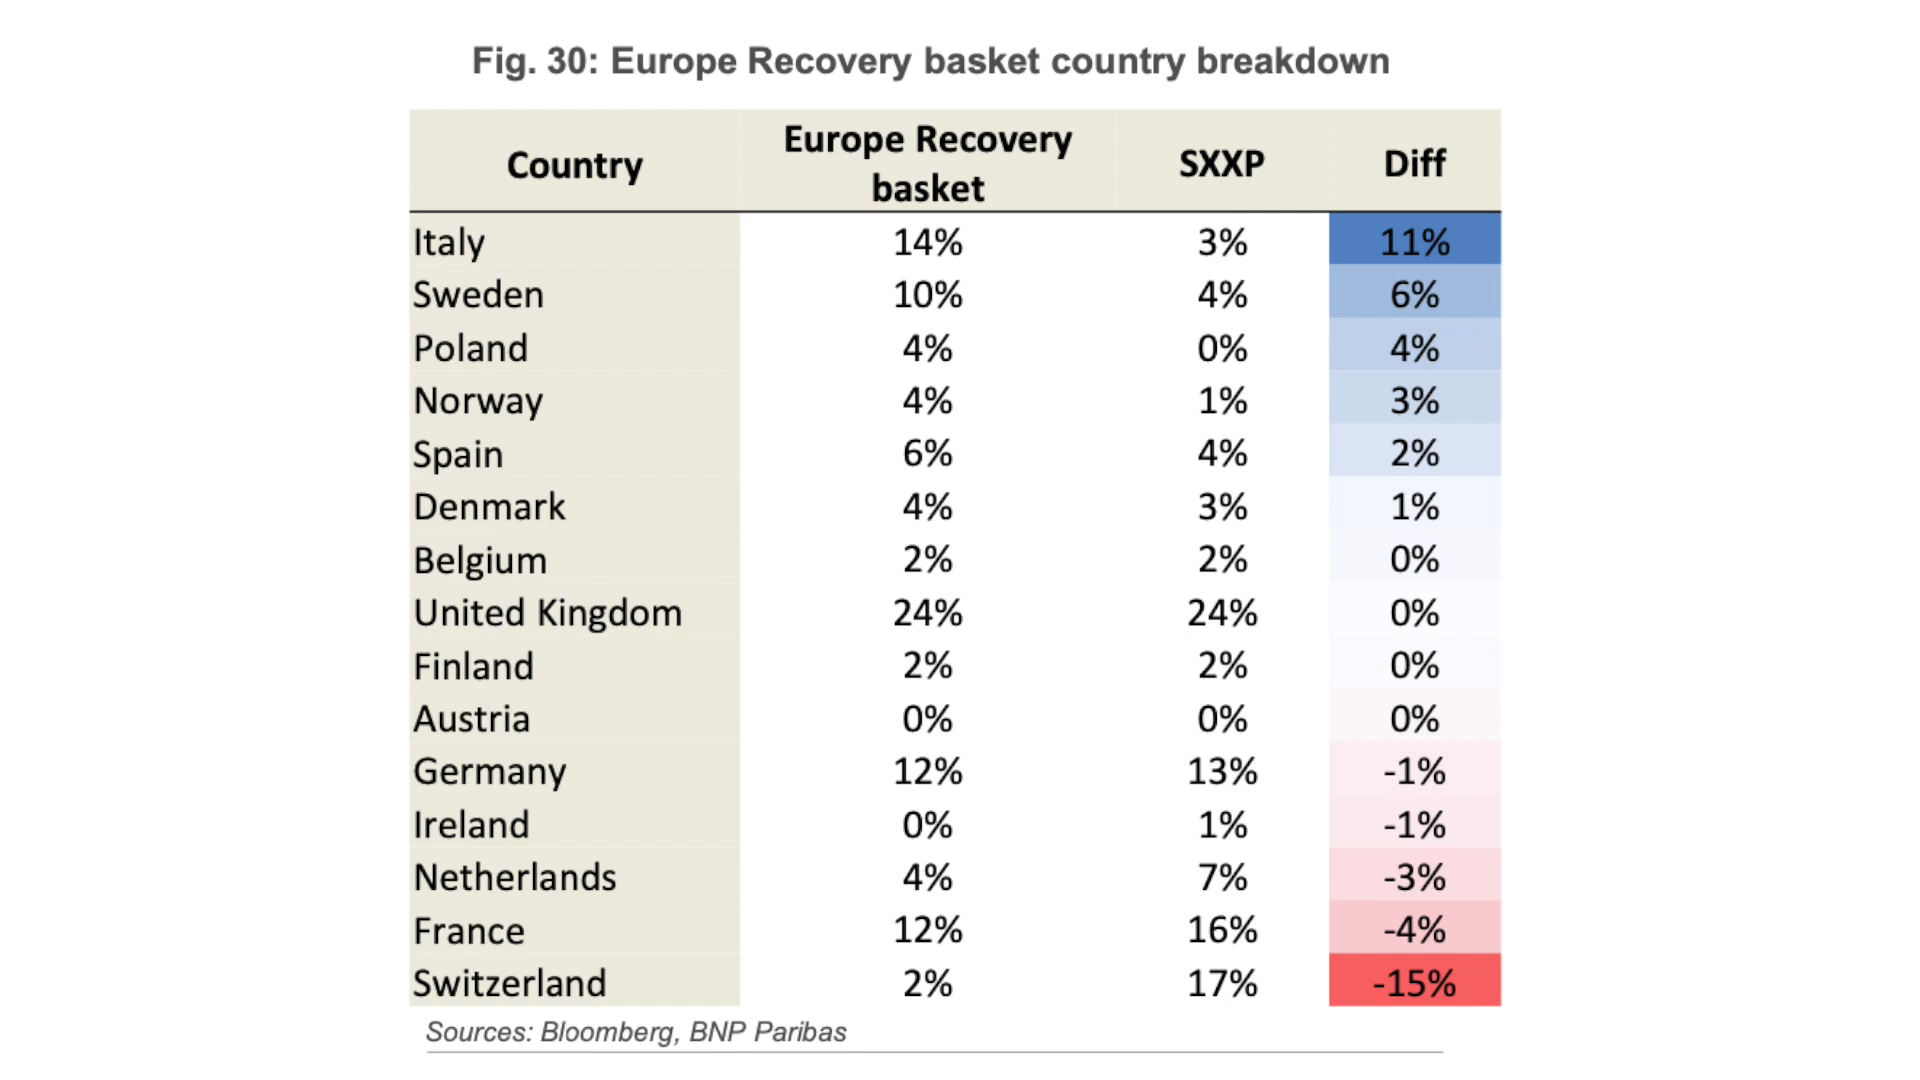 Fig. 30: Europe Recovery basket country breakdown
Country Europe Recovery basket SXXP Diff
Italy 14% 3% 11%
Sweden 10% 4% 6%
Poland 4% 0% 4%
Norway 4% 1% 3%
Spain 6% 4% 2%
Denmark 4% 3% 1%
Belgium 2% 2% 0%
United Kingdom 24% 24% 0%
Finland 2% 2% 0%
Austria 0% 0% 0%
Germany 12% 13% -1%
Ireland 0% 1% -1%
Netherlands 4% 7% -3%
France 12% 16% -4%
Switzerland 2% 17% -15%
Sources: Bloomberg, BNP Paribas